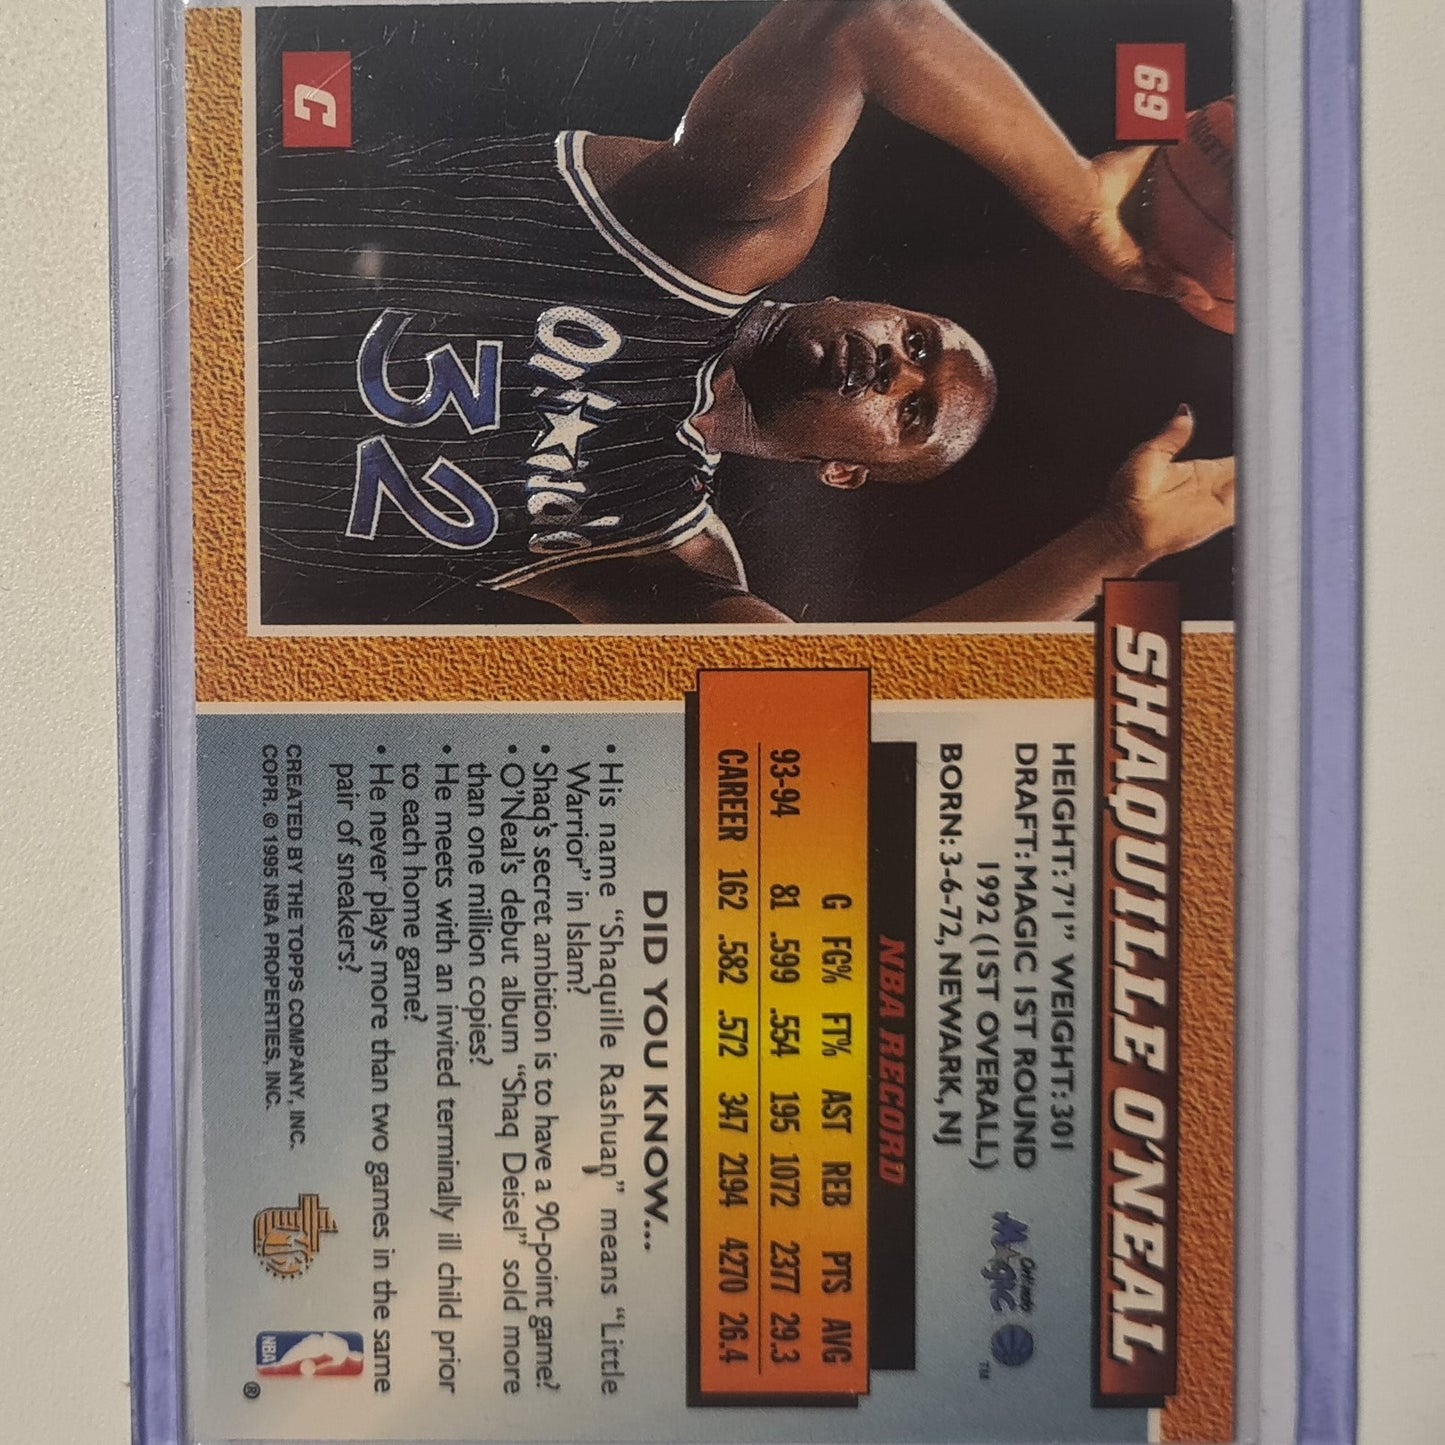 69
C
Orlando
32
SHAQUILLE O'NEAL
HEIGHT: 7'1" WEIGHT: 301
DRAFT: MAGIC 1ST ROUND
1992 (1ST OVERALL)
BORN: 3-6-72, NEWARK, NJ
Orlando
Magic
TM
NBA RECORD
G FG% FT% AST REB PTS AVG
93-94 81 .599 .554 195 1072 2377 29.3
CAREER 162 .582 .572 347 2194 4270 26.4
DID YOU KNOW...
• His name "Shaquille Rashuan" means "Little
Warrior" in Islam?
• Shaq's secret ambition is to have a 90-point game?
• O'Neal's debut album "Shaq Deisel" sold more
than one million copies?
• He meets with an invited terminally ill child prior
to each home game?
• He never plays more than two games in the same
pair of sneakers?
CREATED BY THE TOPPS COMPANY, INC.
COPR. © 1995 NBA PROPERTIES, INC.
NBA
®